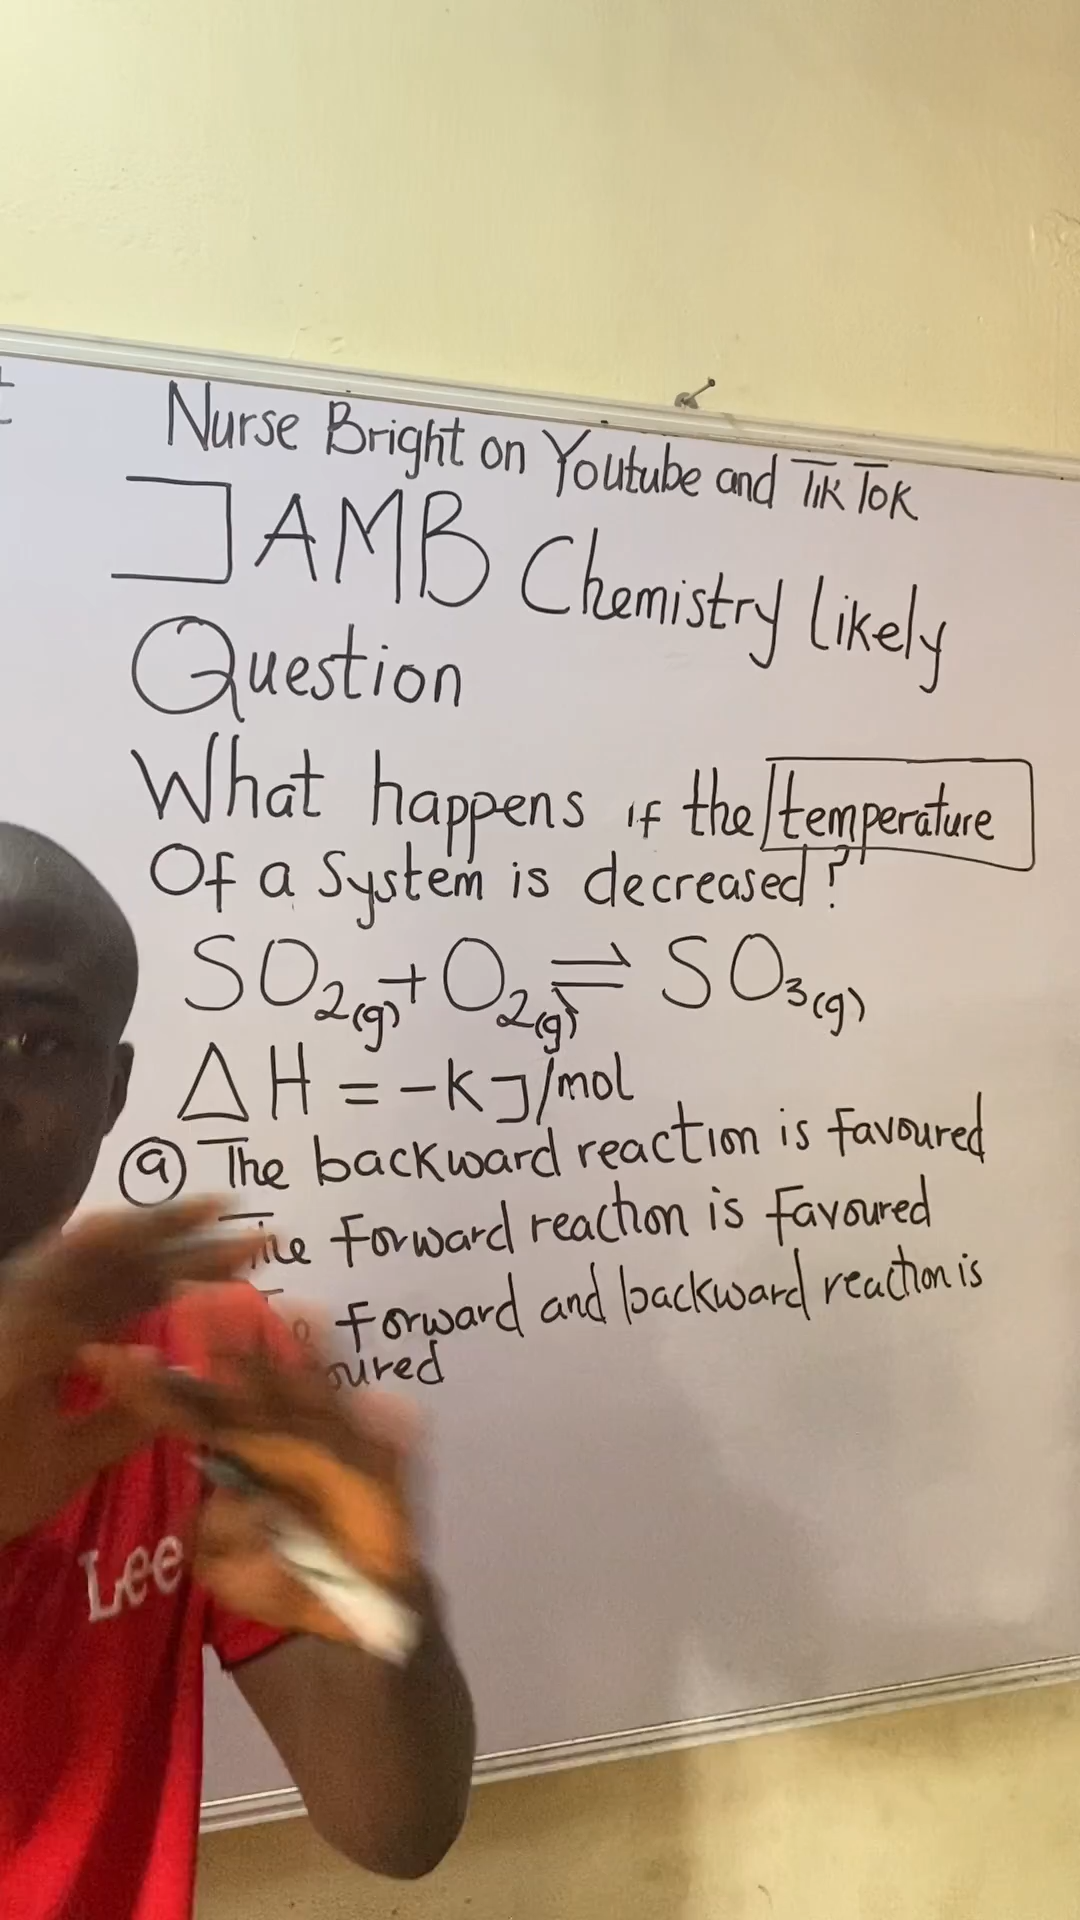 Nurse Bright on Youtube and TikTok
JAMB Chemistry likely
Question
What happens if the temperature
Of a System is decreased?
SO₂(g) + O₂(g) ⇌ SO₃(g)
ΔH = -KJ/mol
(a) The backward reaction is favoured
The forward reaction is favoured
forward and backward reaction is
oured
Lee